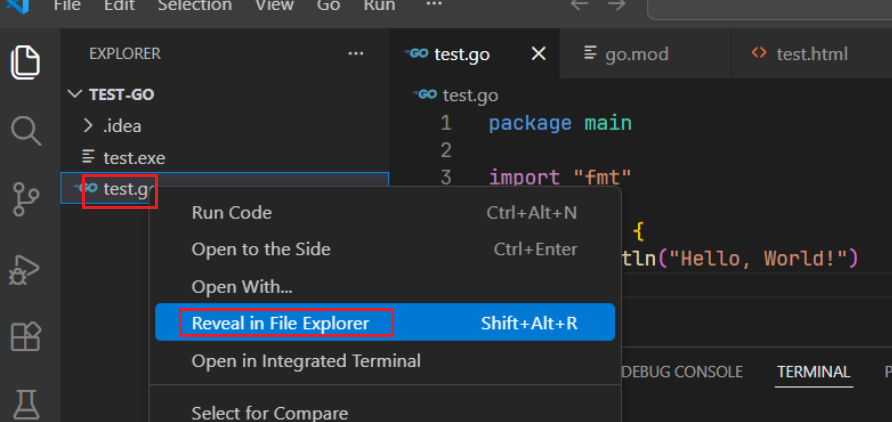 File Edit Selection View Go Run ···
EXPLORER ···
test.go
go.mod
<> test.html
TEST-GO
.idea
test.exe
test.g
test.go
1 package main
2
3 import "fmt"
{
tln("Hello, World!")
Run Code Ctrl+Alt+N
Open to the Side Ctrl+Enter
Open With...
Reveal in File Explorer Shift+Alt+R
Open in Integrated Terminal
Select for Compare
DEBUG CONSOLE TERMINAL